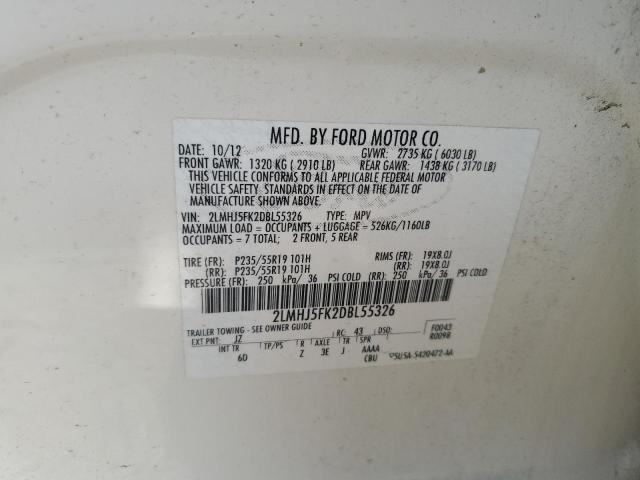 MFD. BY FORD MOTOR CO.
DATE: 10/12 GVWR: 2735 KG ( 6030 LB)
FRONT GAWR: 1320 KG ( 2910 LB) REAR GAWR: 1438 KG ( 3170 LB)
THIS VEHICLE CONFORMS TO ALL APPLICABLE FEDERAL MOTOR
VEHICLE SAFETY STANDARDS IN EFFECT ON THE DATE OF
MANUFACTURE SHOWN ABOVE.
VIN: 2LMHJ5FK2DBL55326 TYPE: MPV
MAXIMUM LOAD = OCCUPANTS + LUGGAGE = 526KG/1160LB
OCCUPANTS = 7 TOTAL; 2 FRONT, 5 REAR
TIRE (FR): P235/55R19 101H RIMS (FR): 19X8.0J
(RR): P235/55R19 101H (RR): 19X8.0J
PRESSURE (FR): 250 kPa/ 36 PSI COLD (RR): 250 kPa/ 36 PSI COLD
2LMHJ5FK2DBL55326
TRAILER TOWING - SEE OWNER GUIDE RC: 43 DSO: F0043
EXT PNT: JZ R0098
INT TR TP/PS R AXLE TR SPR
6D Z 3E J AAAA
CBU 5U5A-5420472-AA